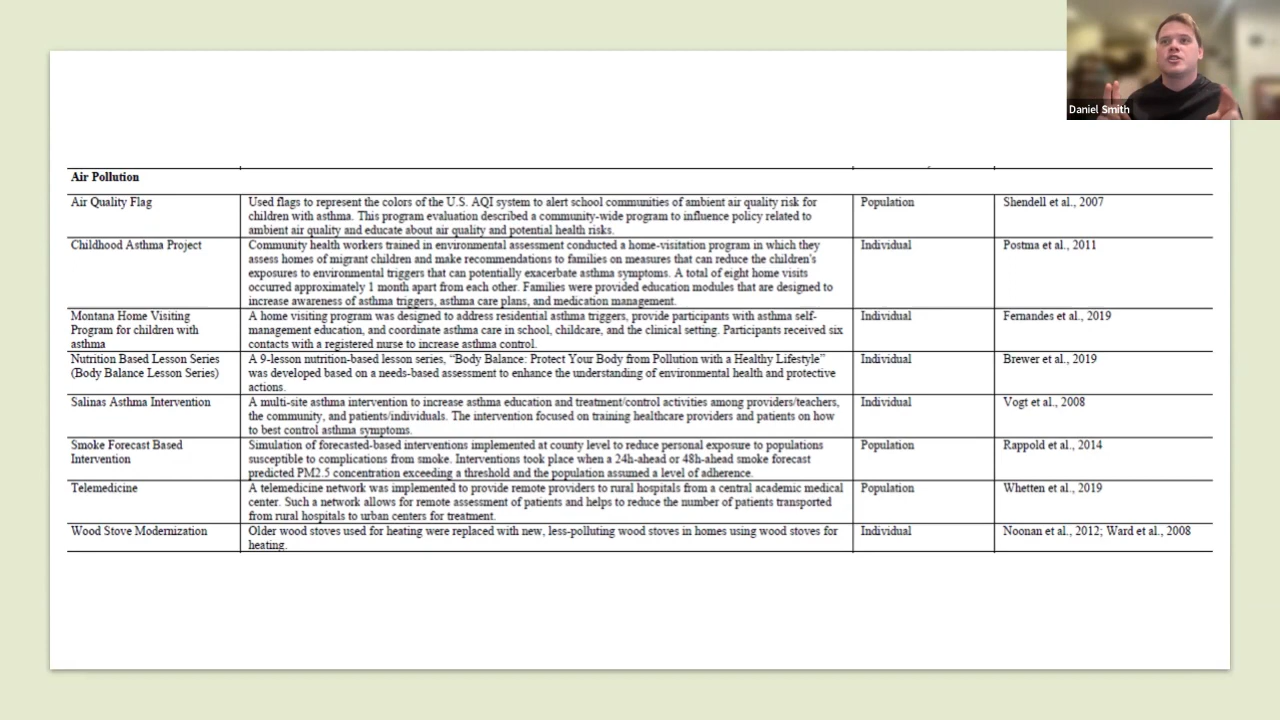 Daniel Smith
Air Pollution
Air Quality Flag
Used flags to represent the colors of the U.S. AQI system to alert school communities of ambient air quality risk for
children with asthma. This program evaluation described a community-wide program to influence policy related to
ambient air quality and educate about air quality and potential health risks.
Population
Shendell et al., 2007
Childhood Asthma Project
Community health workers trained in environmental assessment conducted a home-visitation program in which they
assess homes of migrant children and make recommendations to families on measures that can reduce the children's
exposures to environmental triggers that can potentially exacerbate asthma symptoms. A total of eight home visits
occurred approximately 1 month apart from each other. Families were provided education modules that are designed to
increase awareness of asthma triggers, asthma care plans, and medication management.
Individual
Postma et al., 2011
Montana Home Visiting
Program for children with
asthma
A home visiting program was designed to address residential asthma triggers, provide participants with asthma self-
management education, and coordinate asthma care in school, childcare, and the clinical setting. Participants received six
contacts with a registered nurse to increase asthma control.
Individual
Fernandes et al., 2019
Nutrition Based Lesson Series
(Body Balance Lesson Series)
A 9-lesson nutrition-based lesson series, “Body Balance: Protect Your Body from Pollution with a Healthy Lifestyle”
was developed based on a needs-based assessment to enhance the understanding of environmental health and protective
actions.
Individual
Brewer et al., 2019
Salinas Asthma Intervention
A multi-site asthma intervention to increase asthma education and treatment/control activities among providers/teachers,
the community, and patients/individuals. The intervention focused on training healthcare providers and patients on how
to best control asthma symptoms.
Individual
Vogt et al., 2008
Smoke Forecast Based
Intervention
Simulation of forecasted-based interventions implemented at county level to reduce personal exposure to populations
susceptible to complications from smoke. Interventions took place when a 24h-ahead or 48h-ahead smoke forecast
predicted PM2.5 concentration exceeding a threshold and the population assumed a level of adherence.
Population
Rappold et al., 2014
Telemedicine
A telemedicine network was implemented to provide remote providers to rural hospitals from a central academic medical
center. Such a network allows for remote assessment of patients and helps to reduce the number of patients transported
from rural hospitals to urban centers for treatment.
Population
Whetten et al., 2019
Wood Stove Modernization
Older wood stoves used for heating were replaced with new, less-polluting wood stoves in homes using wood stoves for
heating.
Individual
Noonan et al., 2012; Ward et al., 2008